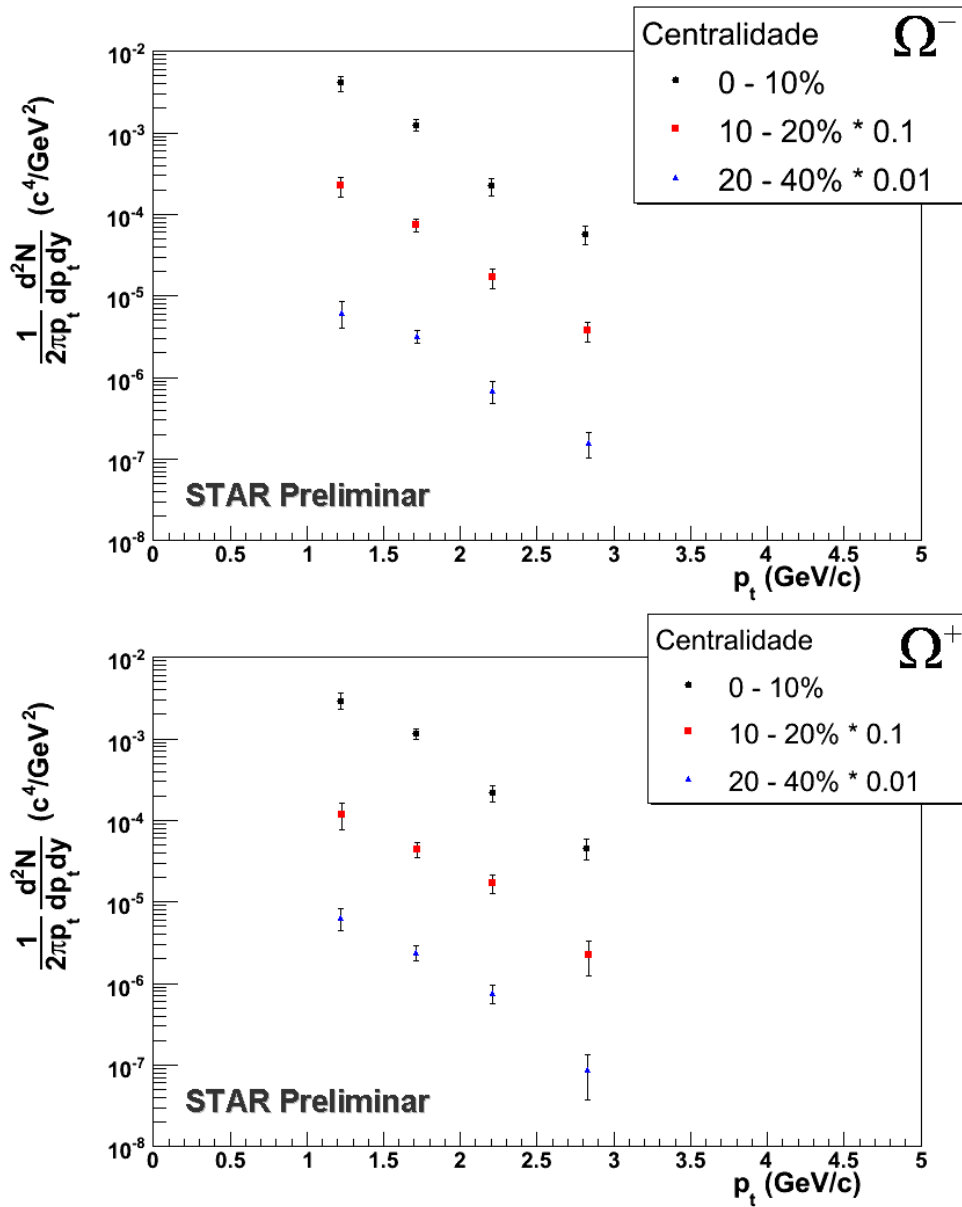 Centralidade Ω⁻
0 - 10%
10 - 20% * 0.1
20 - 40% * 0.01
10⁻²
10⁻³
10⁻⁴
10⁻⁵
10⁻⁶
10⁻⁷
10⁻⁸
1/2πpₜ d²N/dpₜdy (c⁴/GeV²)
STAR Preliminar
0 0.5 1 1.5 2 2.5 3 3.5 4 4.5 5
pₜ (GeV/c)
Centralidade Ω⁺
0 - 10%
10 - 20% * 0.1
20 - 40% * 0.01
10⁻²
10⁻³
10⁻⁴
10⁻⁵
10⁻⁶
10⁻⁷
10⁻⁸
1/2πpₜ d²N/dpₜdy (c⁴/GeV²)
STAR Preliminar
0 0.5 1 1.5 2 2.5 3 3.5 4 4.5 5
pₜ (GeV/c)